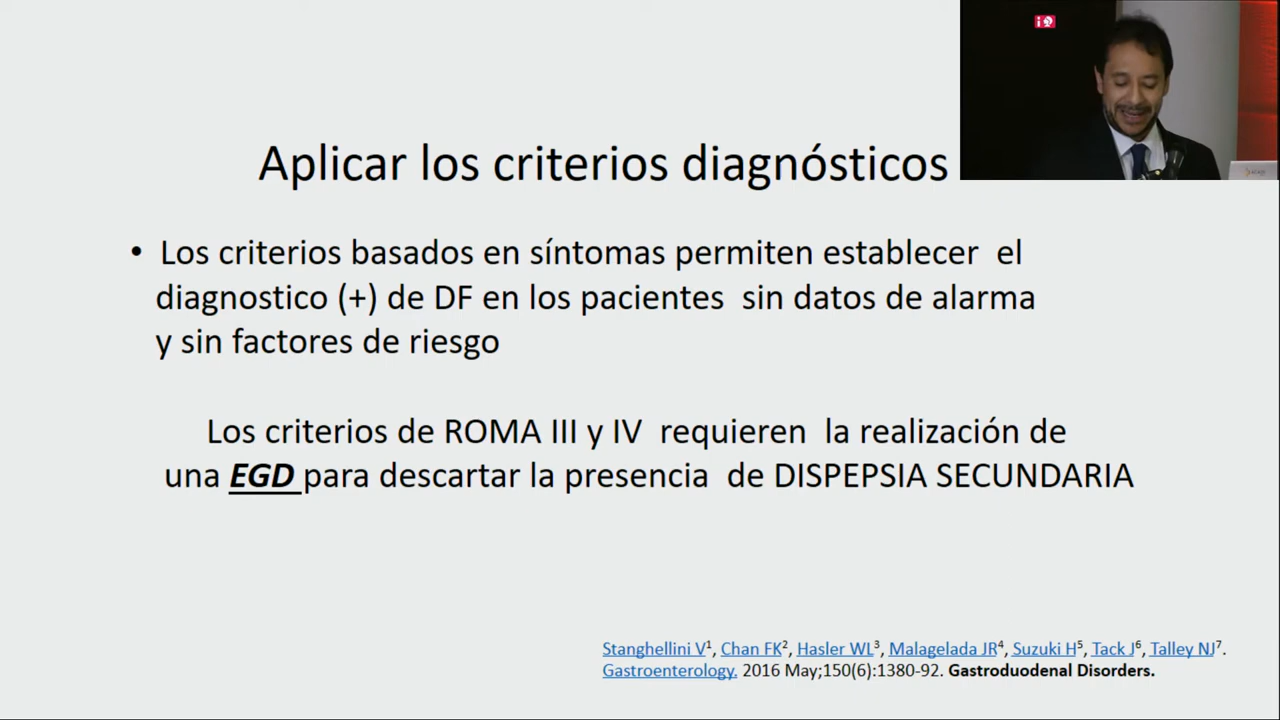 Aplicar los criterios diagnósticos
• Los criterios basados en síntomas permiten establecer el
diagnostico (+) de DF en los pacientes sin datos de alarma
y sin factores de riesgo
Los criterios de ROMA III y IV requieren la realización de
una EGD para descartar la presencia de DISPEPSIA SECUNDARIA
Stanghellini V1, Chan FK2, Hasler WL3, Malagelada JR4, Suzuki H5, Tack J6, Talley NJ7.
Gastroenterology. 2016 May;150(6):1380-92. Gastroduodenal Disorders.